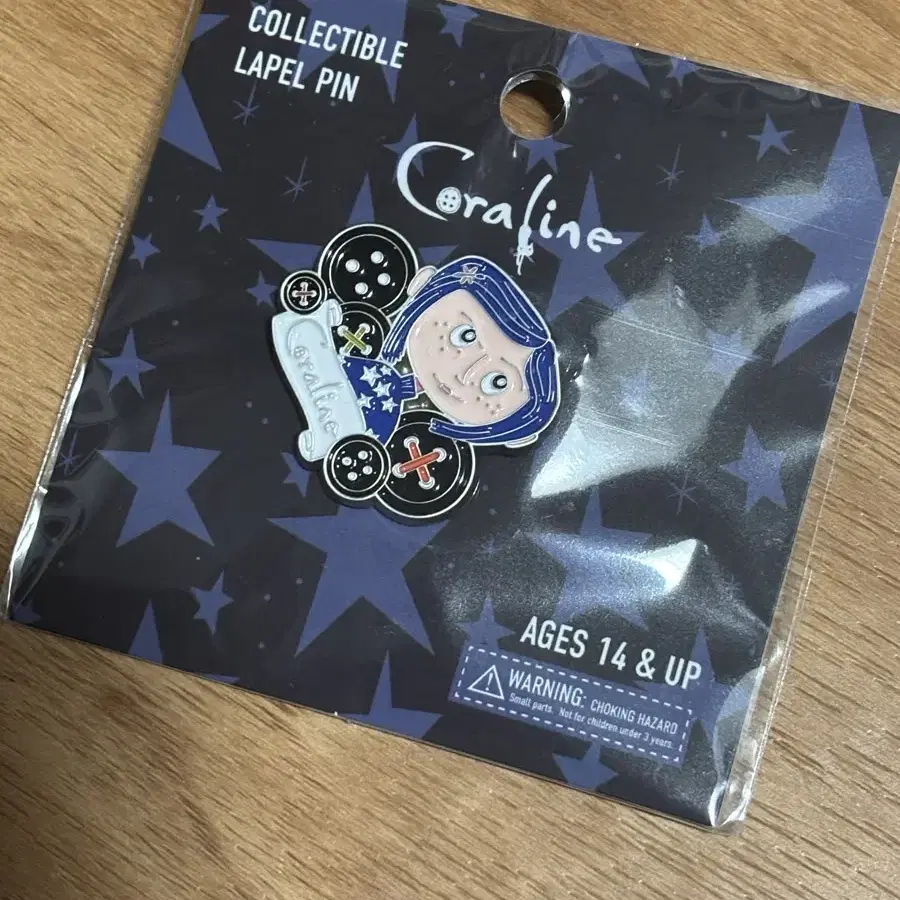 COLLECTIBLE
LAPEL PIN
Coraline
Coraline
AGES 14 & UP
WARNING: CHOKING HAZARD
Small parts. Not for children under 3 years.